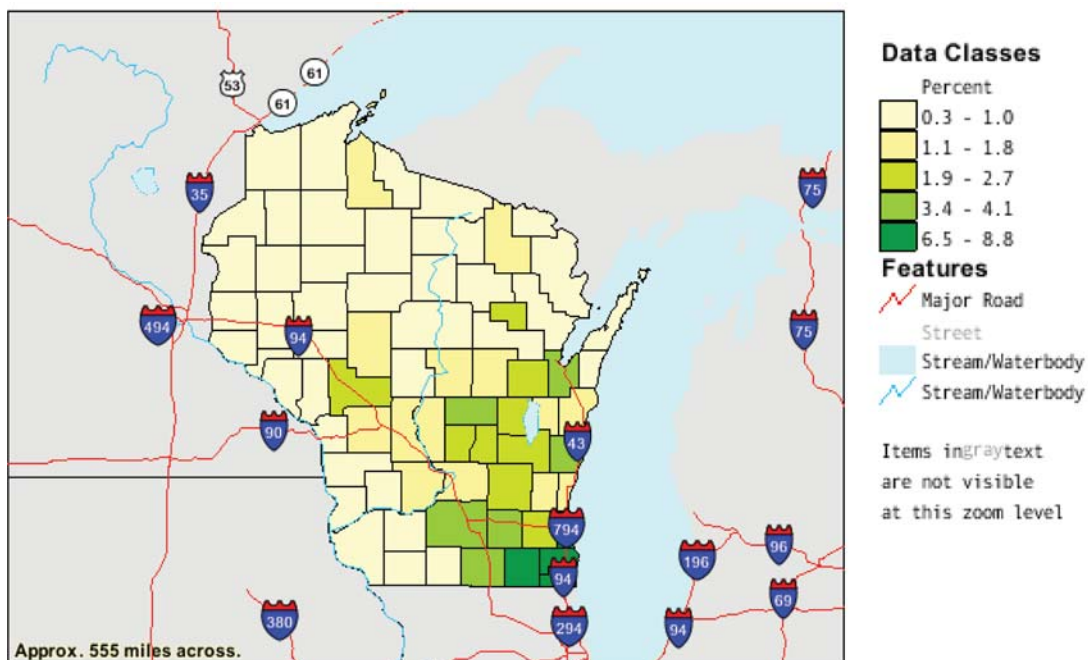 61
53
61
35
75
494
94
75
90
43
794
94
196
96
69
380
294
94
Approx. 555 miles across.
Data Classes
Percent
0.3 - 1.0
1.1 - 1.8
1.9 - 2.7
3.4 - 4.1
6.5 - 8.8
Features
Major Road
Street
Stream/Waterbody
Stream/Waterbody
Items in gray text
are not visible
at this zoom level